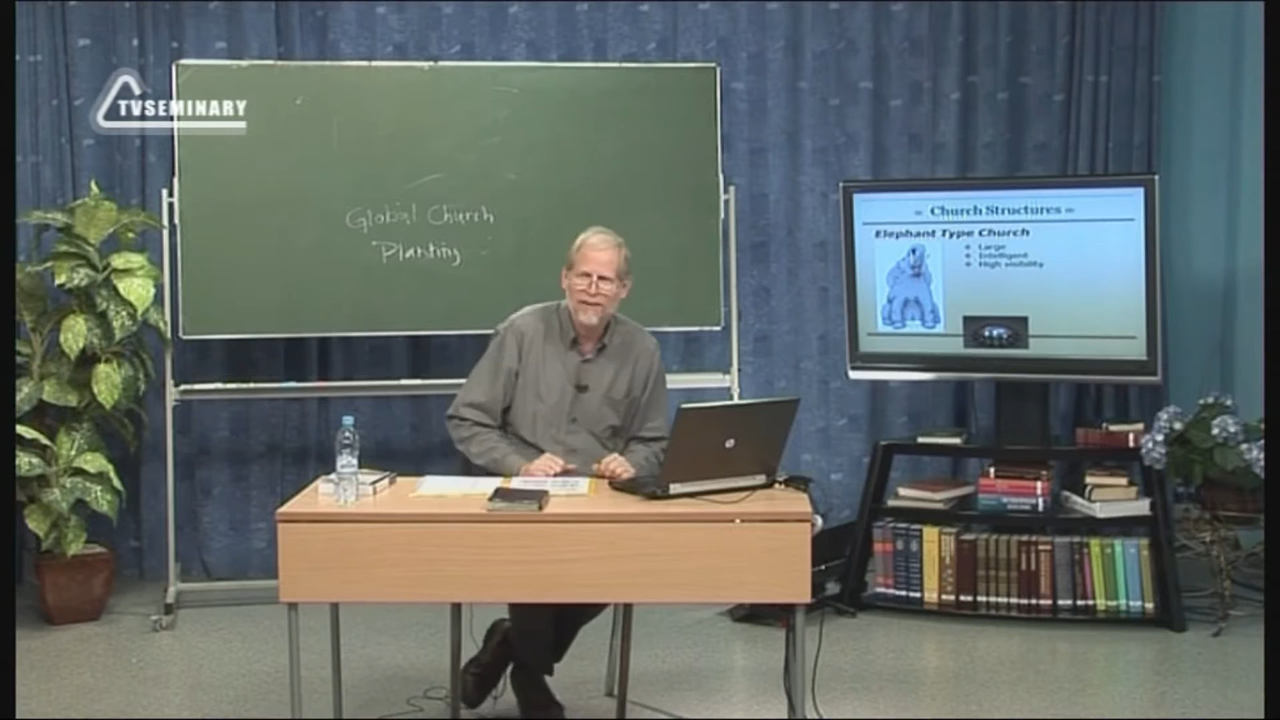 TVSEMINARY
Global Church
Planting
Church Structures
Elephant Type Church
Large
Intelligent
High visibility